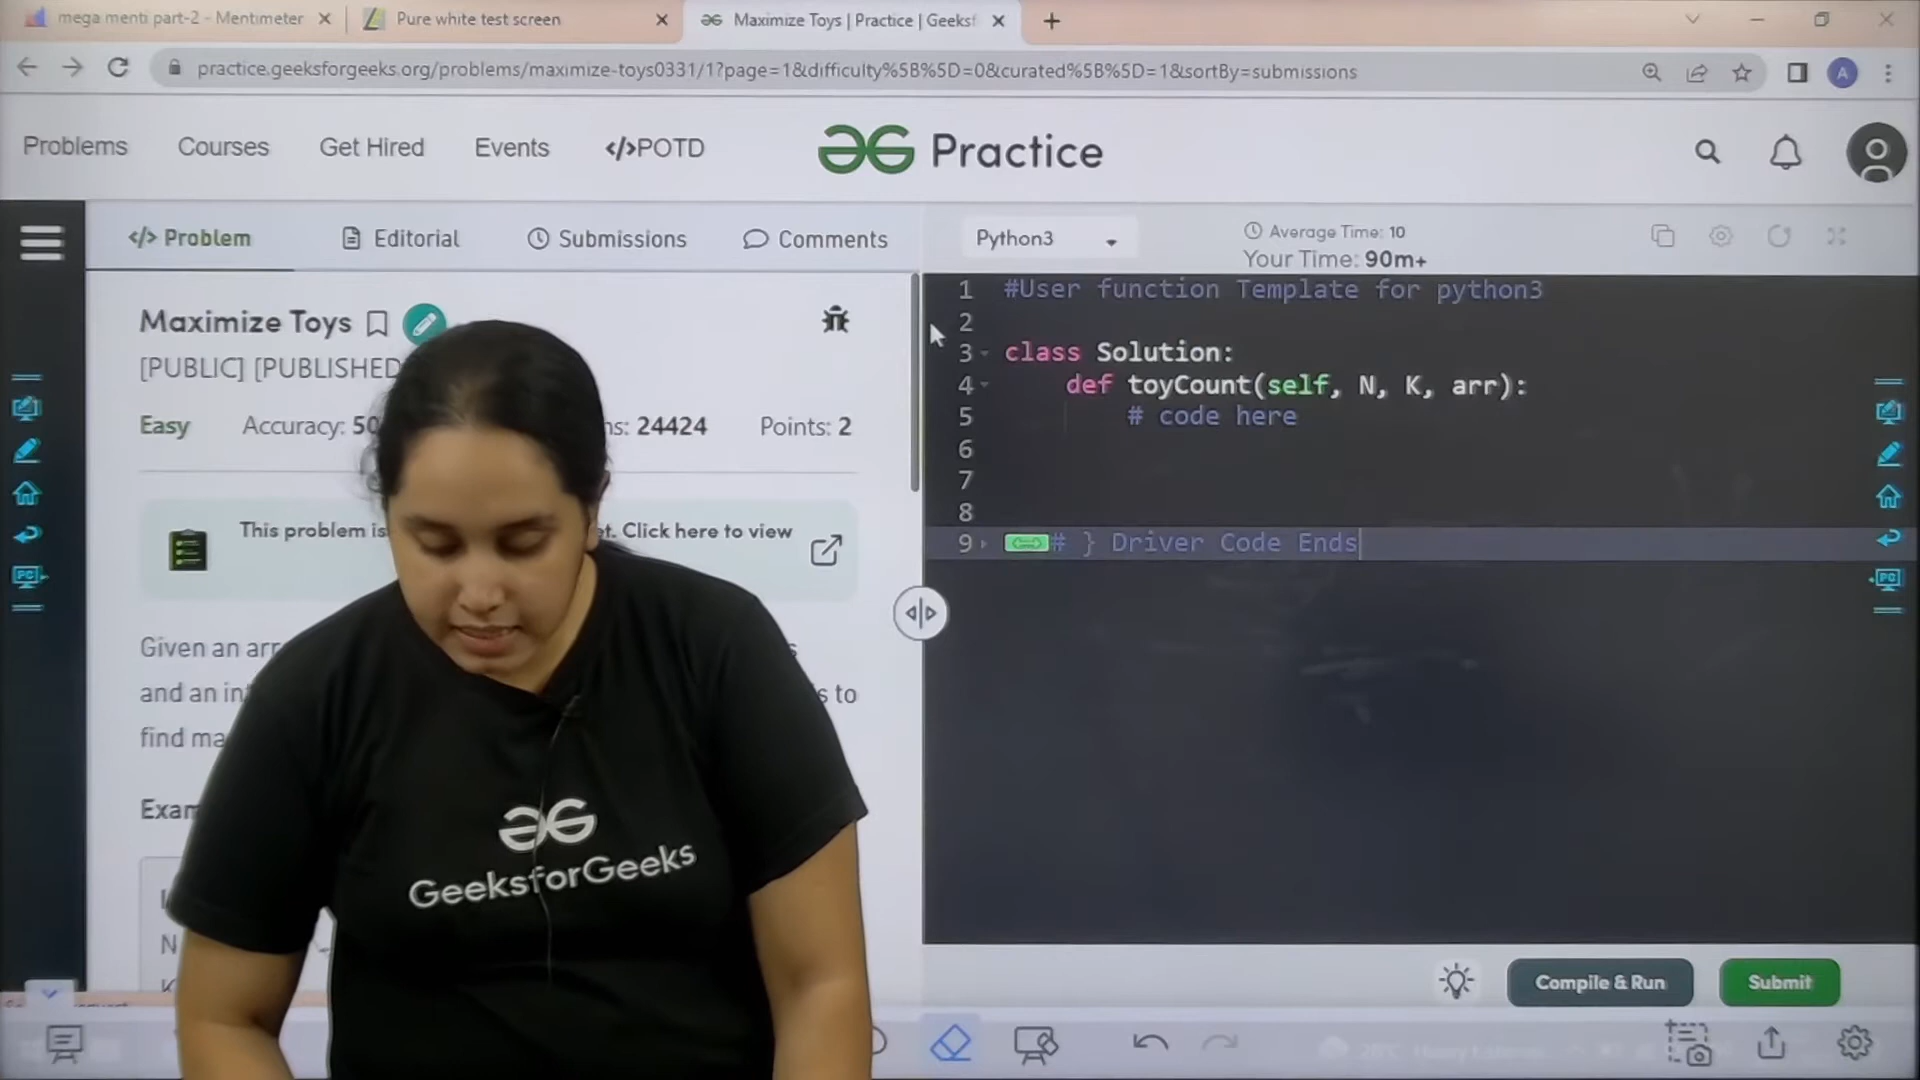 mega menti part-2 - Mentimeter
Pure white test screen
Maximize Toys | Practice | Geeksf
practice.geeksforgeeks.org/problems/maximize-toys0331/1?page=1&difficulty%5B%5D=0&curated%5B%5D=1&sortBy=submissions
A
Problems
Courses
Get Hired
Events
</>POTD
Practice
</> Problem
Editorial
Submissions
Comments
Python3
Average Time: 10
Your Time: 90m+
Maximize Toys
[PUBLIC] [PUBLISHED
Easy
Accuracy: 50
24424
Points: 2
This problem is
Click here to view
Given an arr
and an in
s to
find ma
Exam
N
K
1 #User function Template for python3
2
3 class Solution:
4 def toyCount(self, N, K, arr):
5 # code here
6
7
8
9 # } Driver Code Ends
GeeksforGeeks
PC
PC
Compile & Run
Submit